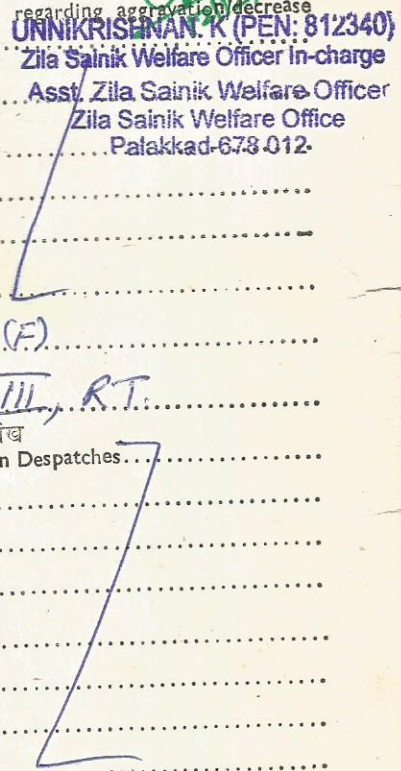 regarding aggravation/decrease
UNNIKRISHNAN. K (PEN: 812340)
Zila Sainik Welfare Officer In-charge
Asst. Zila Sainik Welfare Officer
Zila Sainik Welfare Office
Palakkad-678 012
(F)
III, R.T.
n Despatches